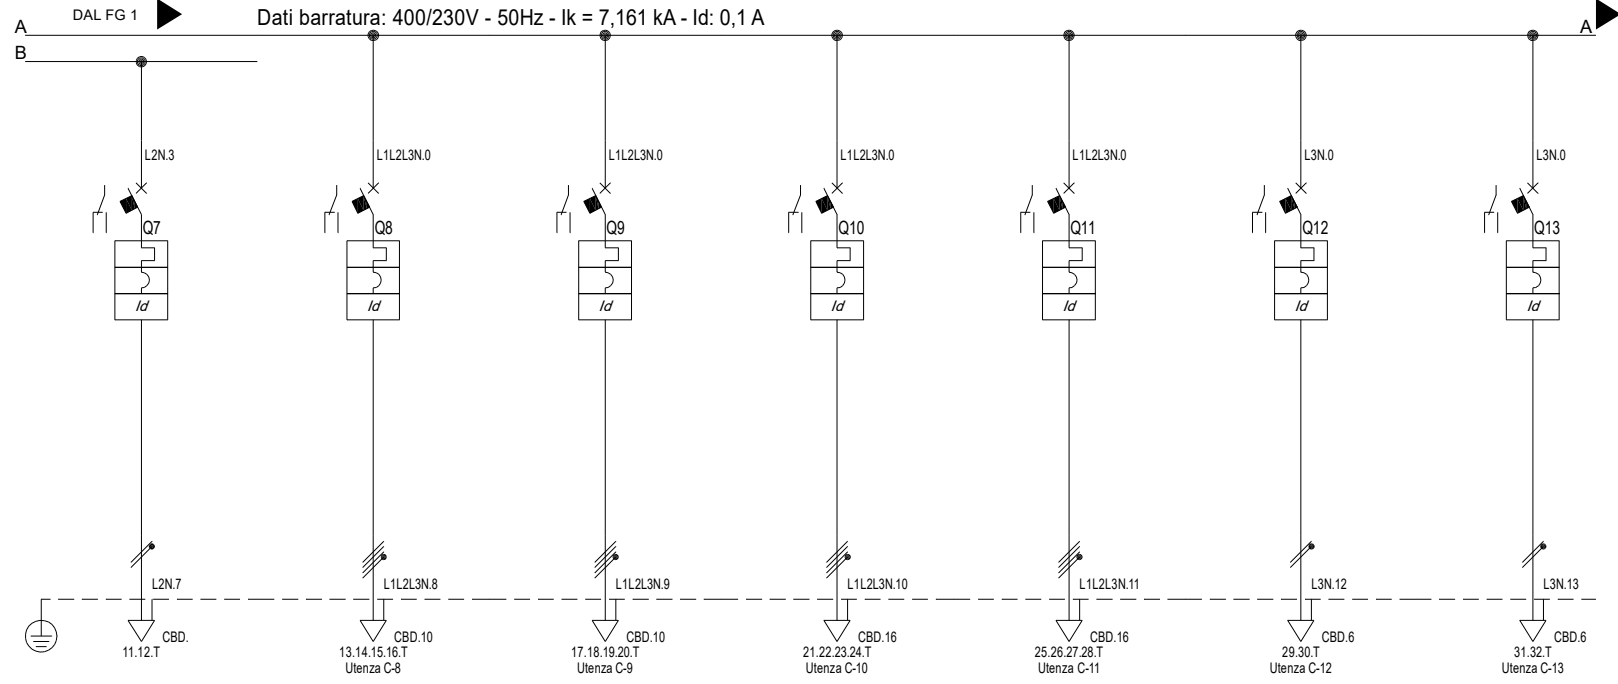 DAL FG 1
Dati barratura: 400/230V - 50Hz - Ik = 7,161 kA - Id: 0,1 A
A
A
B
L2N.3
L1L2L3N.0
L1L2L3N.0
L1L2L3N.0
L1L2L3N.0
L3N.0
L3N.0
Q7
Q8
Q9
Q10
Q11
Q12
Q13
Id
Id
Id
Id
Id
Id
Id
L2N.7
L1L2L3N.8
L1L2L3N.9
L1L2L3N.10
L1L2L3N.11
L3N.12
L3N.13
CBD.
CBD.10
CBD.10
CBD.16
CBD.16
CBD.6
CBD.6
11.12.T
13.14.15.16.T
17.18.19.20.T
21.22.23.24.T
25.26.27.28.T
29.30.T
31.32.T
Utenza C-8
Utenza C-9
Utenza C-10
Utenza C-11
Utenza C-12
Utenza C-13